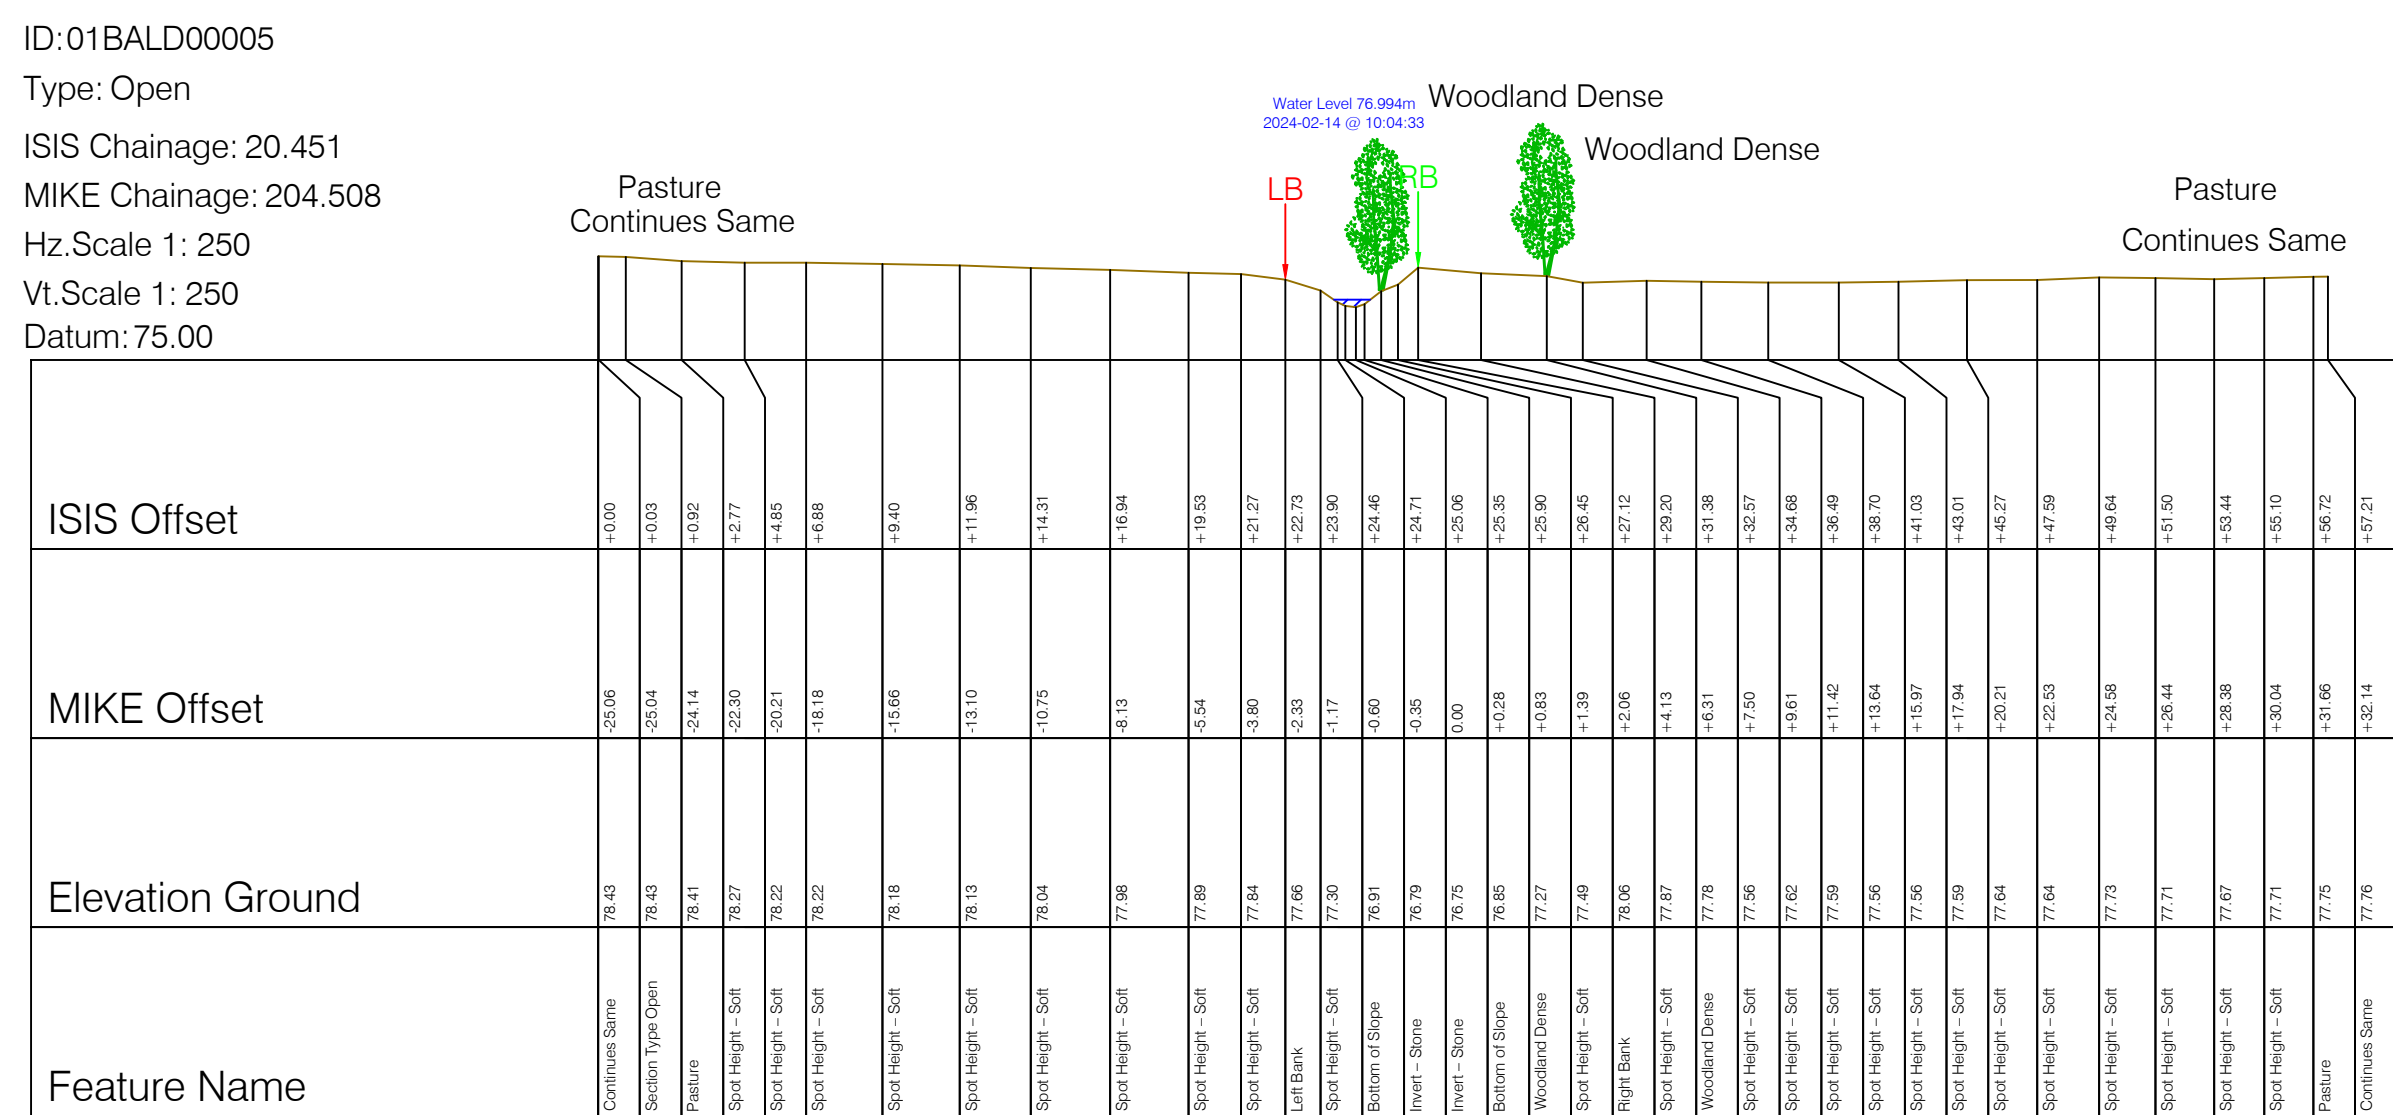 ID:01BALD00005
Type: Open
ISIS Chainage: 20.451
MIKE Chainage: 204.508
Hz.Scale 1: 250
Vt.Scale 1: 250
Datum: 75.00
Pasture
Continues Same
Water Level 76.994m
2024-02-14 @ 10:04:33
LB
RB
Woodland Dense
Woodland Dense
Pasture
Continues Same
ISIS Offset
+0.00 +0.03 +0.92 +2.77 +4.85 +6.88 +9.40 +11.96 +14.31 +16.94 +19.53 +21.27 +22.73 +23.90 +24.46 +24.71 +25.06 +25.35 +25.90 +26.45 +27.12 +29.20 +31.38 +32.57 +34.68 +36.49 +38.70 +41.03 +43.01 +45.27 +47.59 +49.64 +51.50 +53.44 +55.10 +56.72 +57.21
MIKE Offset
-25.06 -25.04 -24.14 -22.30 -20.21 -18.18 -15.66 -13.10 -10.75 -8.13 -5.54 -3.80 -2.33 -1.17 -0.60 -0.35 0.00 +0.28 +0.83 +1.39 +2.06 +4.13 +6.31 +7.50 +9.61 +11.42 +13.64 +15.97 +17.94 +20.21 +22.53 +24.58 +26.44 +28.38 +30.04 +31.66 +32.14
Elevation Ground
78.43 78.43 78.41 78.27 78.22 78.22 78.18 78.13 78.04 77.98 77.89 77.84 77.66 77.30 76.91 76.79 76.75 76.85 77.27 77.49 78.06 77.87 77.78 77.56 77.62 77.59 77.56 77.56 77.59 77.64 77.64 77.73 77.71 77.67 77.71 77.75 77.76
Feature Name
Continues Same
Section Type Open
Pasture
Spot Height – Soft
Spot Height – Soft
Spot Height – Soft
Spot Height – Soft
Spot Height – Soft
Spot Height – Soft
Spot Height – Soft
Spot Height – Soft
Spot Height – Soft
Left Bank
Spot Height – Soft
Bottom of Slope
Invert – Stone
Invert – Stone
Bottom of Slope
Woodland Dense
Spot Height – Soft
Right Bank
Spot Height – Soft
Woodland Dense
Spot Height – Soft
Spot Height – Soft
Spot Height – Soft
Spot Height – Soft
Spot Height – Soft
Spot Height – Soft
Spot Height – Soft
Spot Height – Soft
Spot Height – Soft
Spot Height – Soft
Spot Height – Soft
Spot Height – Soft
Pasture
Continues Same